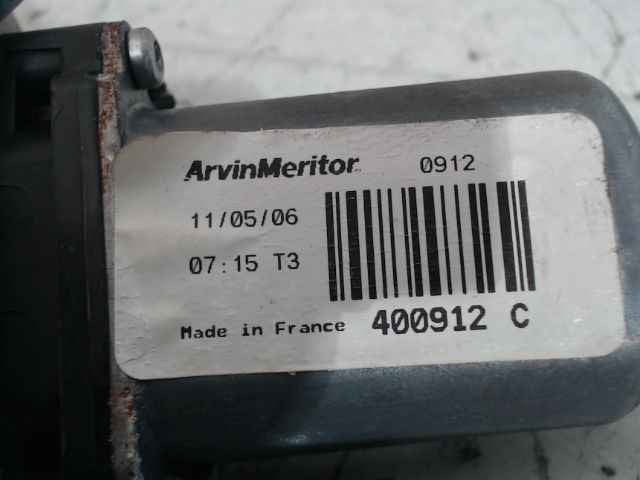 ArvinMeritor 0912
11/05/06
07:15 T3
Made in France 400912 C